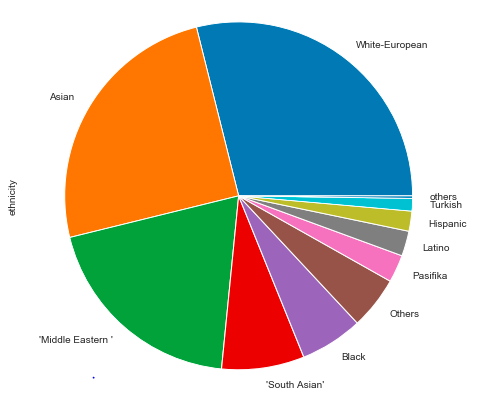 White-European
Asian
ethnicity
others
Turkish
Hispanic
Latino
Pasifika
Others
'Middle Eastern '
Black
'South Asian'